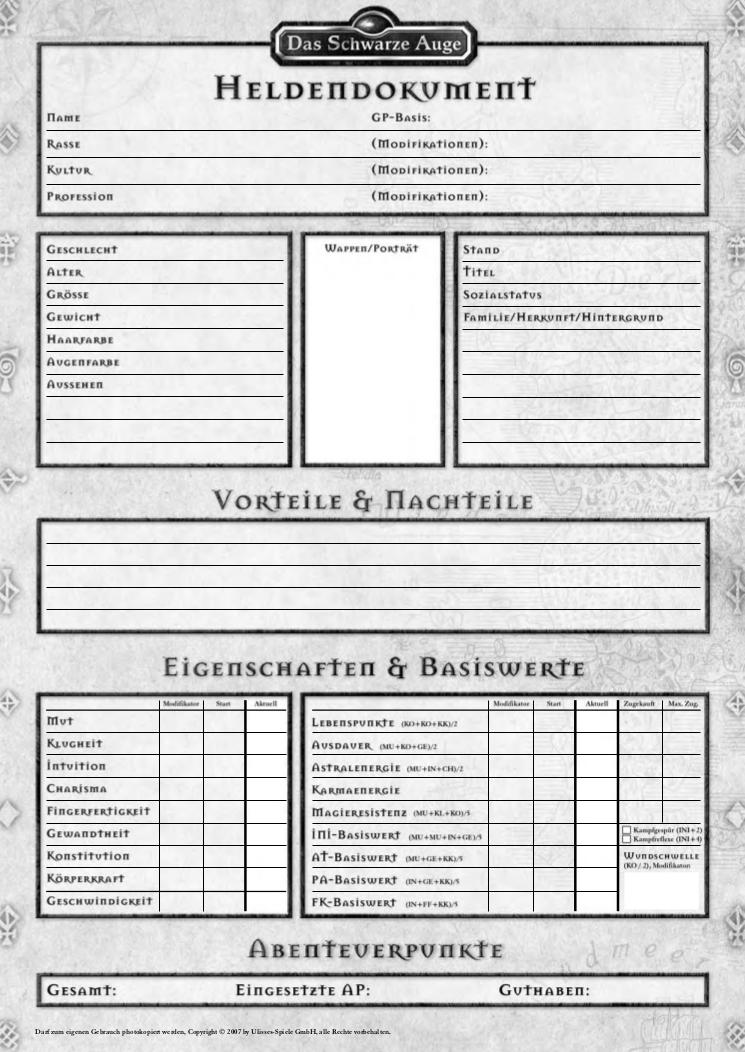 Das Schwarze Auge
Heldendokument
Name GP-Basis:
Rasse (Modifikationen):
Kultur (Modifikationen):
Profession (Modifikationen):
Geschlecht
Alter
Grösse
Gewicht
Haarfarbe
Augenfarbe
Aussehen
Wappen/Porträt
Stand
Titel
Sozialstatus
Familie/Herkunft/Hintergrund
Vorteile & Nachteile
Eigenschaften & Basiswerte
Modifikator Start Aktuell
Mut
Klugheit
Intuition
Charisma
Fingerfertigkeit
Gewandtheit
Konstitution
Körperkraft
Geschwindigkeit
Modifikator Start Aktuell Zugekauft Max. Zug.
Lebenspunkte (KO+KO+KK)/2
Ausdauer (MU+KO+GE)/2
Astralenergie (MU+IN+CH)/2
Karmaenergie
Magieresistenz (MU+KL+KO)/5
INI-Basiswert (MU+MU+IN+GE)/5
AT-Basiswert (MU+GE+KK)/5
PA-Basiswert (IN+GE+KK)/5
FK-Basiswert (IN+FF+KK)/5
Kampfgespür (INI+2)
Kampfreflexe (INI+4)
Wundschwelle
(KO / 2), Modifikaton
Abenteuerpunkte
Gesamt: Eingesetzte AP: Guthaben:
Darf zum eigenen Gebrauch photokopiert werden, Copyright © 2007 by Ulisses-Spiele GmbH, alle Rechte vorbehalten.